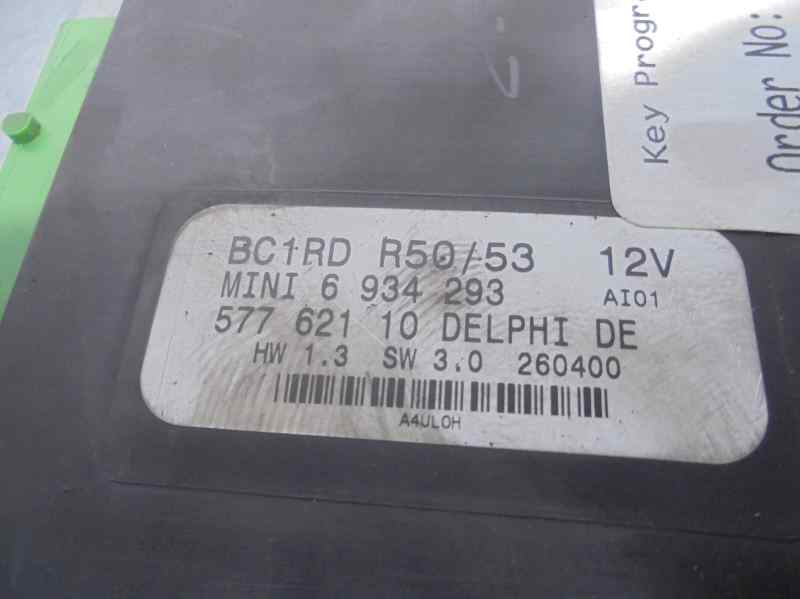 Key Progr
Order No:
BC1RD R50/53 12V
MINI 6 934 293 AI01
577 621 10 DELPHI DE
HW 1.3 SW 3.0 260400
A4UL0H